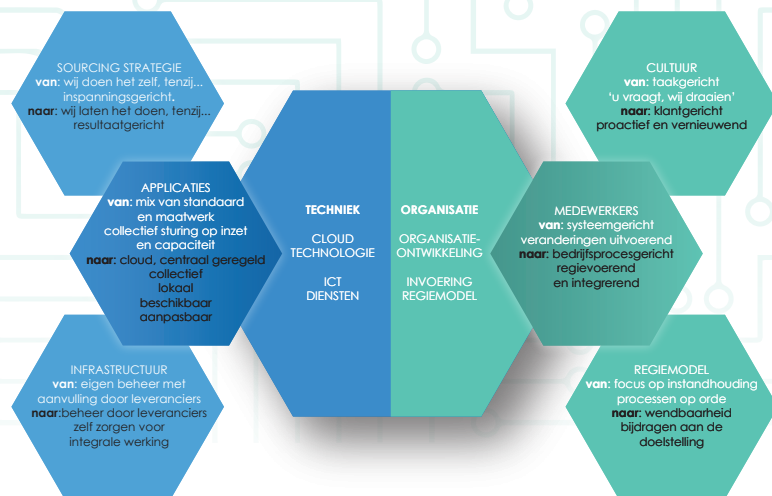 SOURCING STRATEGIE
van: wij doen het zelf, tenzij...
inspanningsgericht.
naar: wij laten het doen, tenzij...
resultaatgericht
APPLICATIES
van: mix van standaard
en maatwerk
collectief sturing op inzet
en capaciteit
naar: cloud, centraal geregeld
collectief
lokaal
beschikbaar
aanpasbaar
INFRASTRUCTUUR
van: eigen beheer met
aanvulling door leveranciers
naar:beheer door leveranciers
zelf zorgen voor
integrale werking
TECHNIEK
CLOUD
TECHNOLOGIE
ICT
DIENSTEN
ORGANISATIE
ORGANISATIE-
ONTWIKKELING
INVOERING
REGIEMODEL
CULTUUR
van: taakgericht
'u vraagt, wij draaien'
naar: klantgericht
proactief en vernieuwend
MEDEWERKERS
van: systeemgericht
veranderingen uitvoerend
naar: bedrijfsprocesgericht
regievoerend
en integrerend
REGIEMODEL
van: focus op instandhouding
processen op orde
naar: wendbaarheid
bijdragen aan de
doelstelling